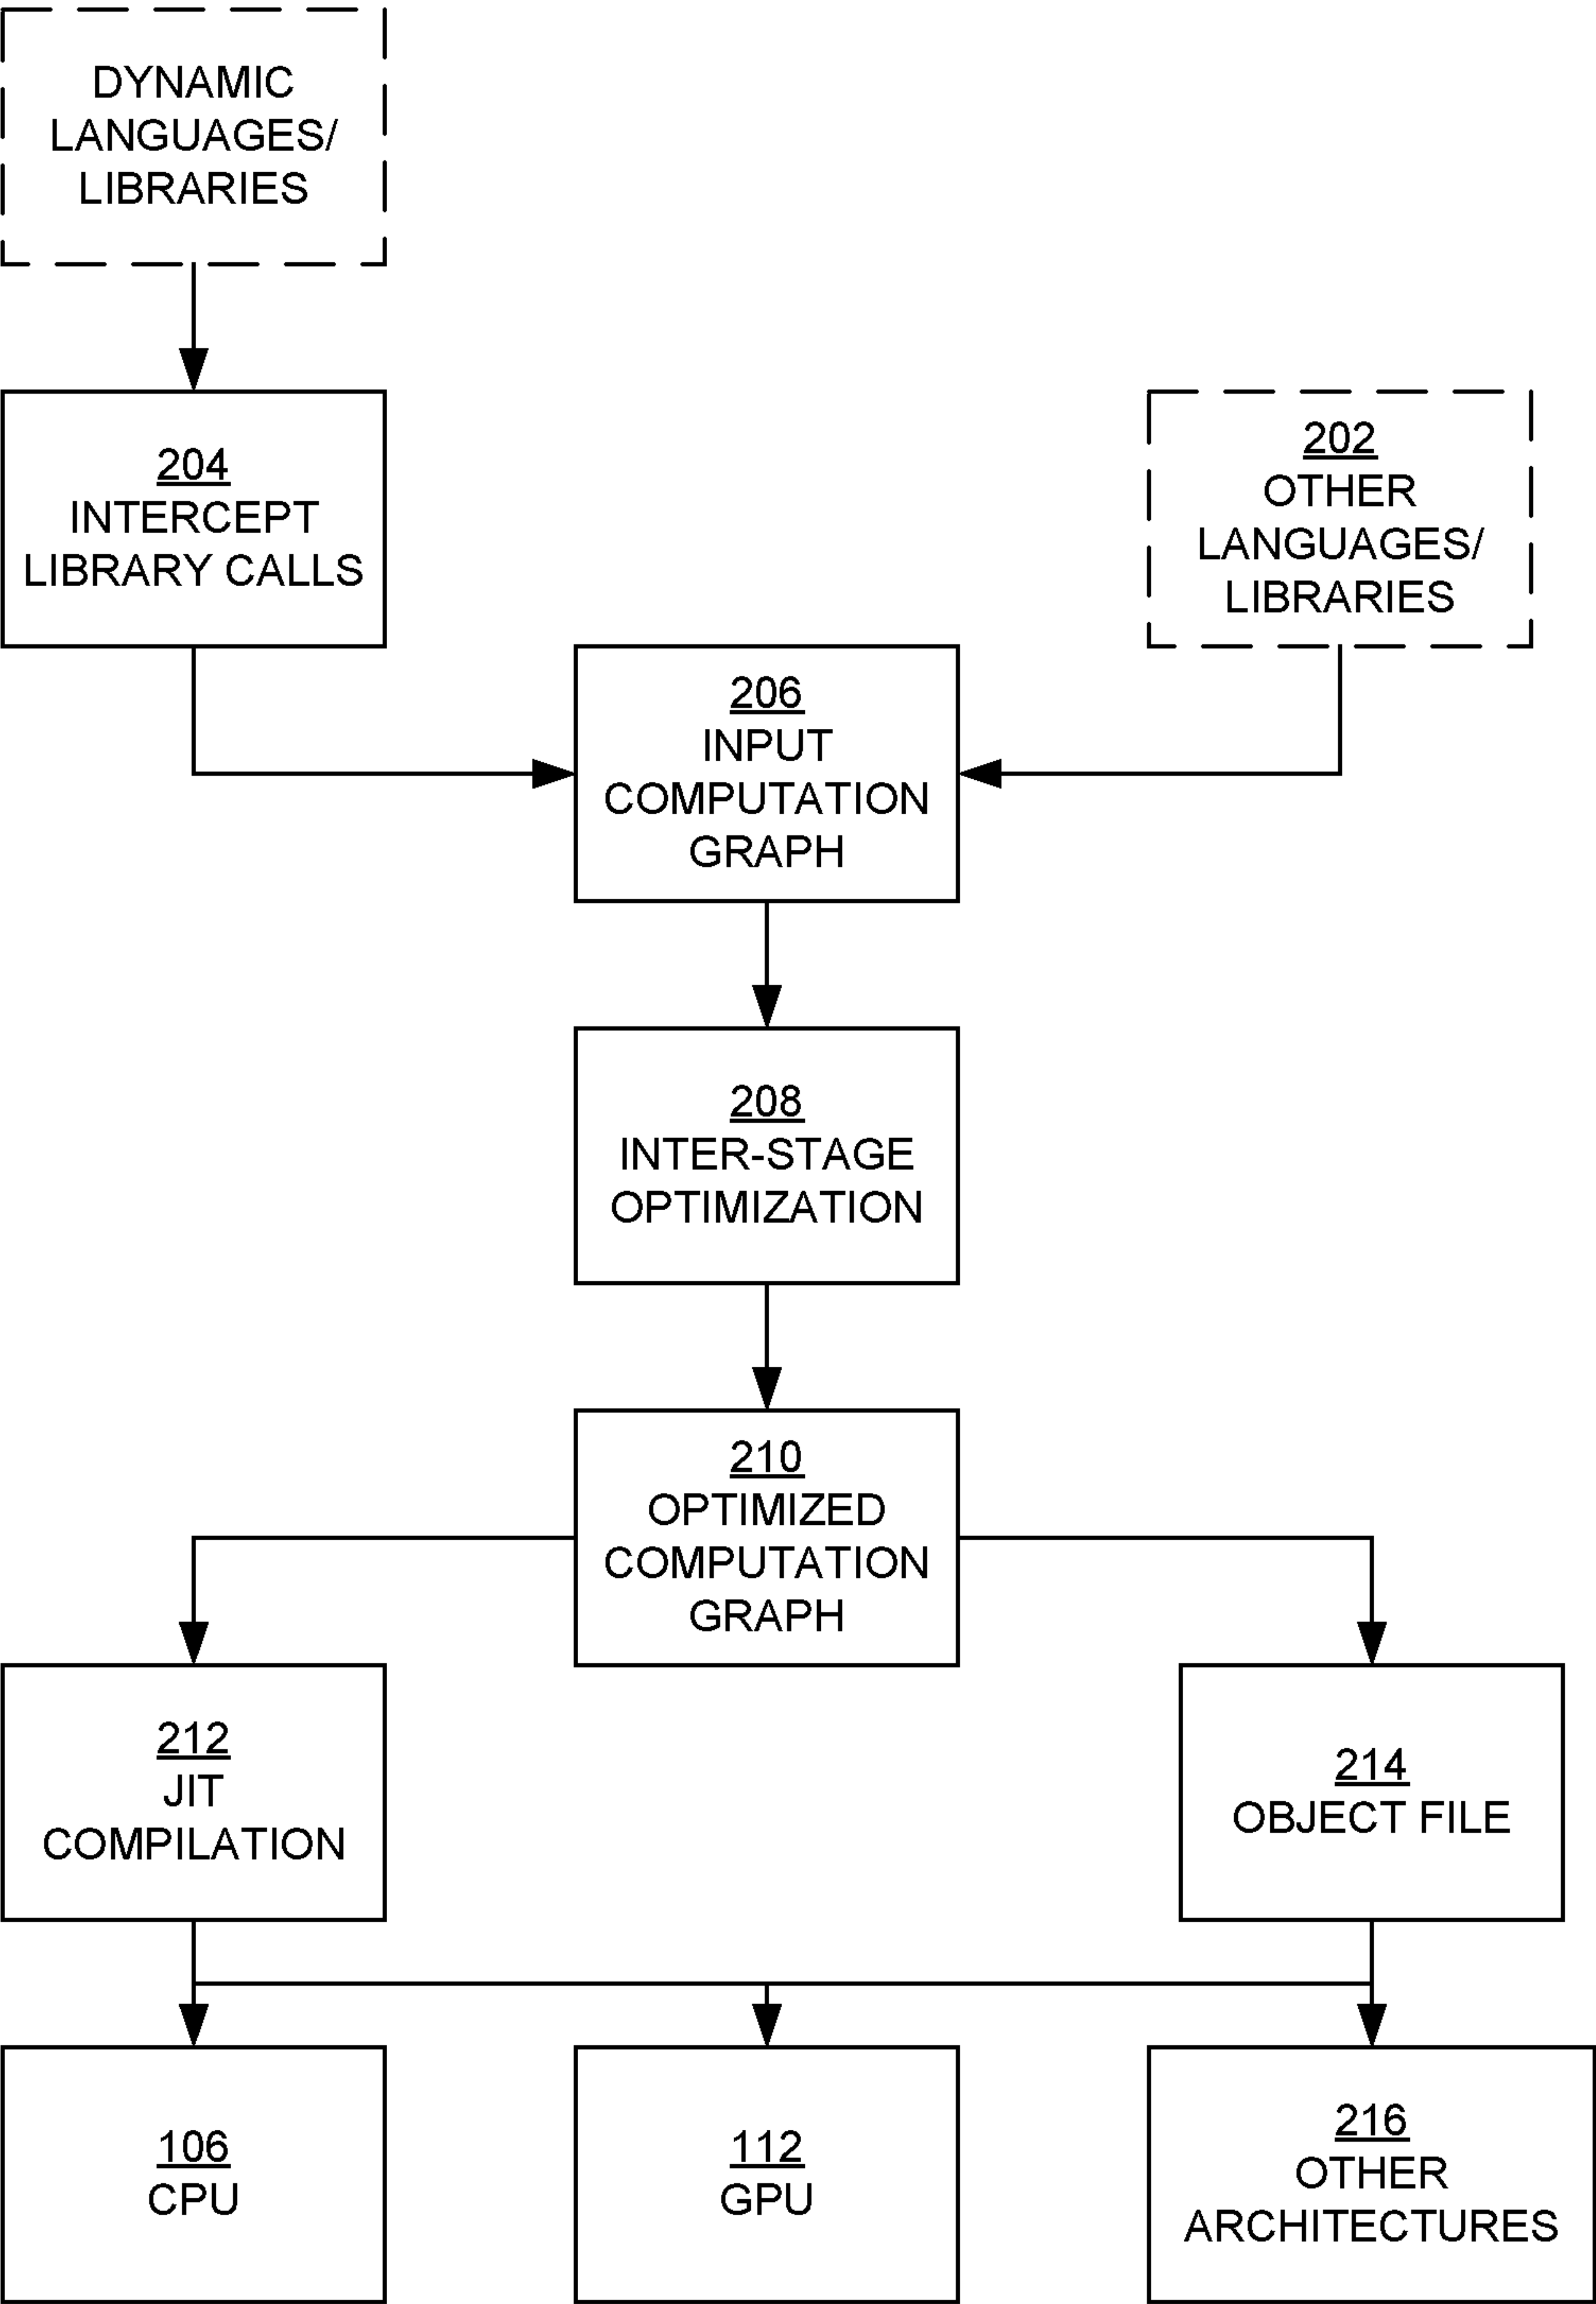 DYNAMIC
LANGUAGES/
LIBRARIES
204
INTERCEPT
LIBRARY CALLS
202
OTHER
LANGUAGES/
LIBRARIES
206
INPUT
COMPUTATION
GRAPH
208
INTER-STAGE
OPTIMIZATION
210
OPTIMIZED
COMPUTATION
GRAPH
212
JIT
COMPILATION
214
OBJECT FILE
106
CPU
112
GPU
216
OTHER
ARCHITECTURES